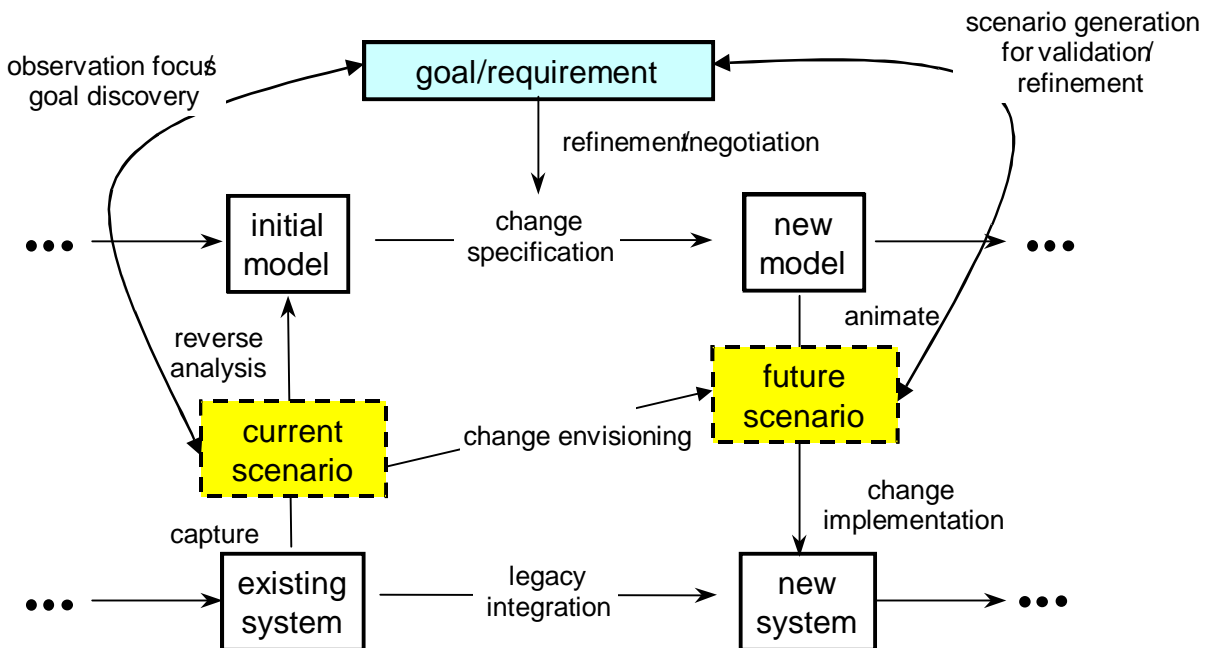 scenario generation
for validation/
refinement
observation focus/
goal discovery
goal/requirement
refinement/negotiation
initial
model
change
specification
new
model
reverse
analysis
animate
current
scenario
change envisioning
future
scenario
capture
change
implementation
existing
system
legacy
integration
new
system